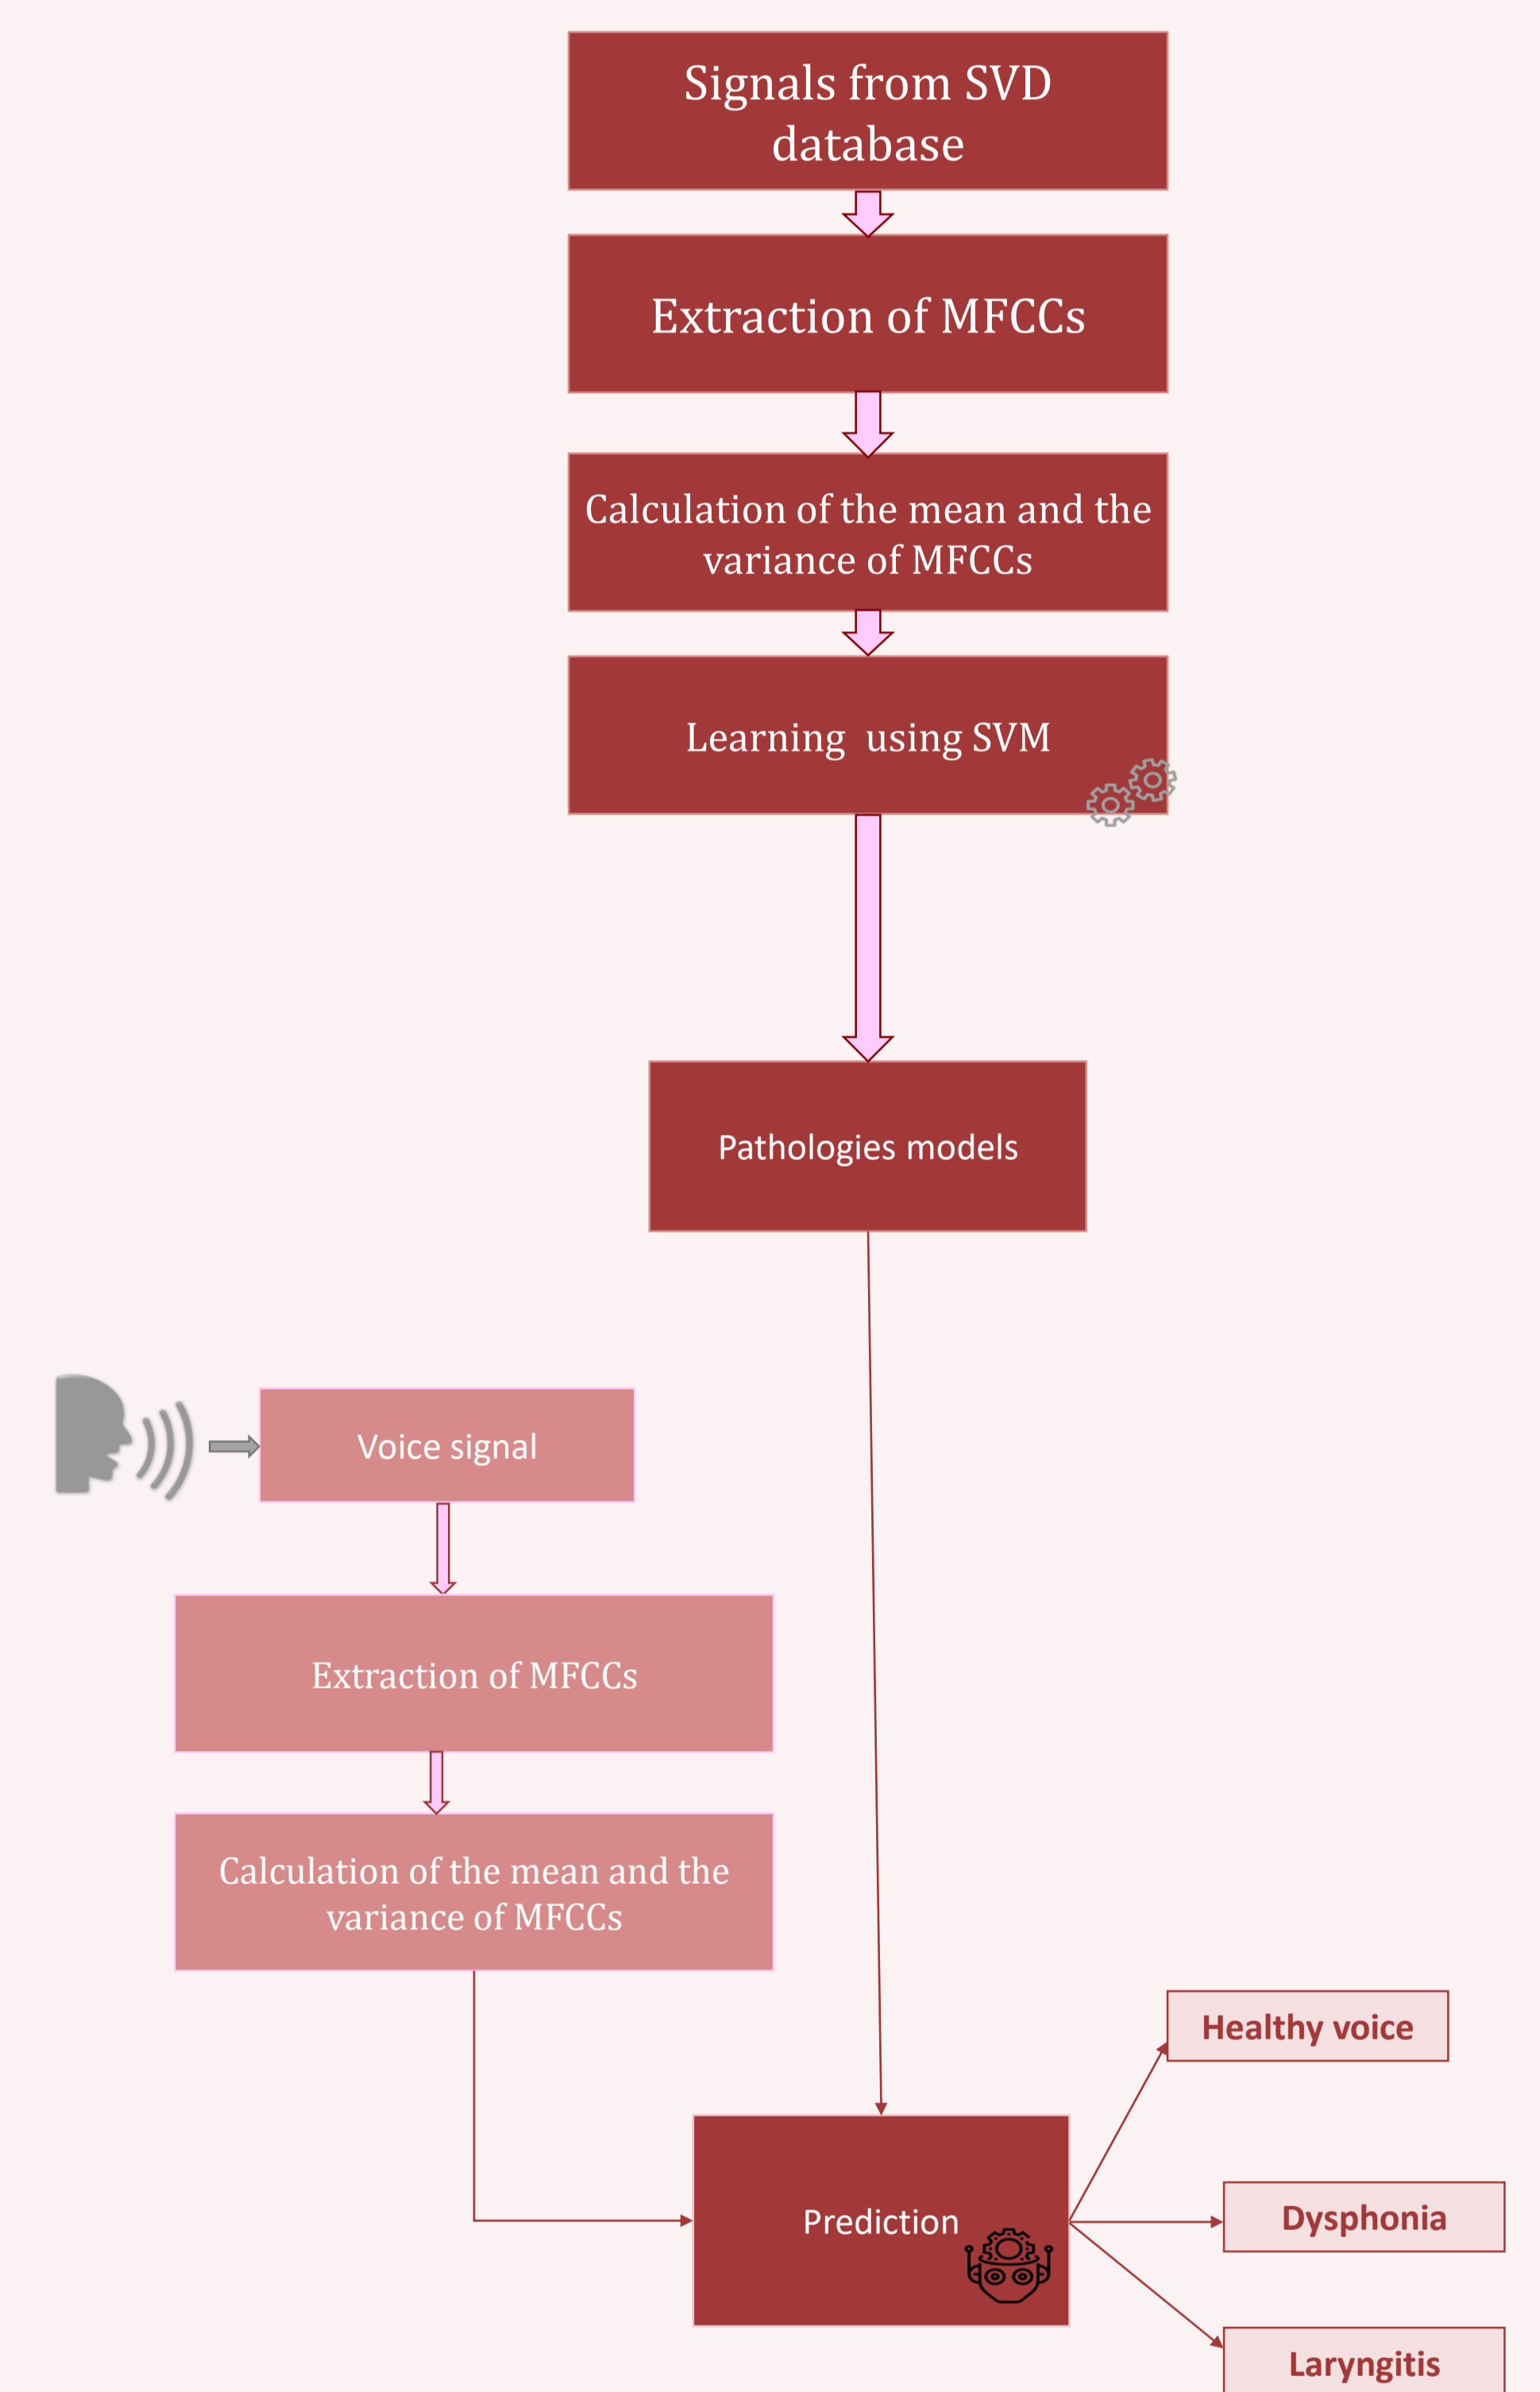 Signals from SVD
database
Extraction of MFCCs
Calculation of the mean and the
variance of MFCCs
Learning  using SVM
Pathologies models
Voice signal
Extraction of MFCCs
Calculation of the mean and the
variance of MFCCs
Healthy voice
Prediction
Dysphonia
Laryngitis